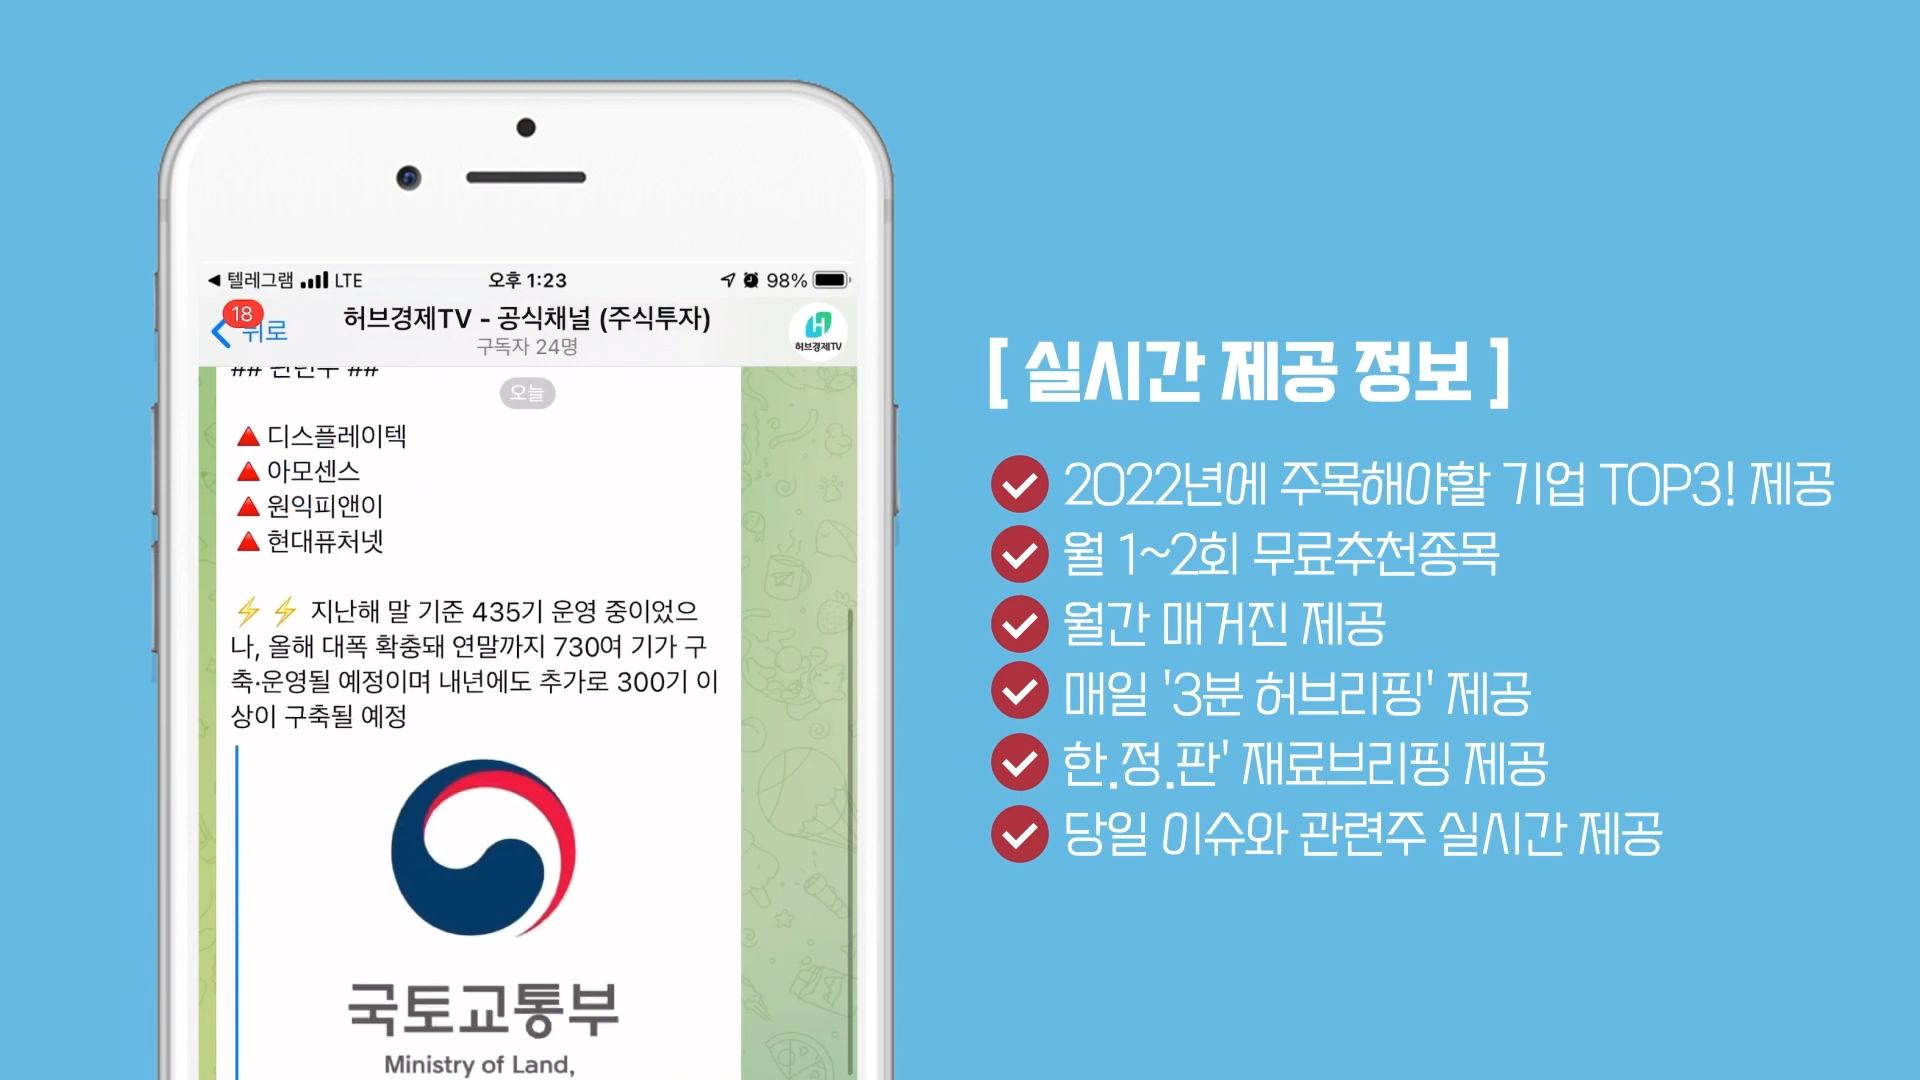 텔레그램 LTE 오후 1:23 98%
18
뒤로
허브경제TV - 공식채널 (주식투자)
구독자 24명
허브경제TV
## 관련주 ##
오늘
🔺 디스플레이텍
🔺 아모센스
🔺 원익피앤이
🔺 현대퓨처넷
⚡⚡ 지난해 말 기준 435기 운영 중이었으
나, 올해 대폭 확충돼 연말까지 730여 기가 구
축·운영될 예정이며 내년에도 추가로 300기 이
상이 구축될 예정
국토교통부
Ministry of Land,
[ 실시간 제공 정보 ]
2022년에 주목해야할 기업 TOP3! 제공
월 1~2회 무료추천종목
월간 매거진 제공
매일 '3분 허브리핑' 제공
한.정.판' 재료브리핑 제공
당일 이슈와 관련주 실시간 제공